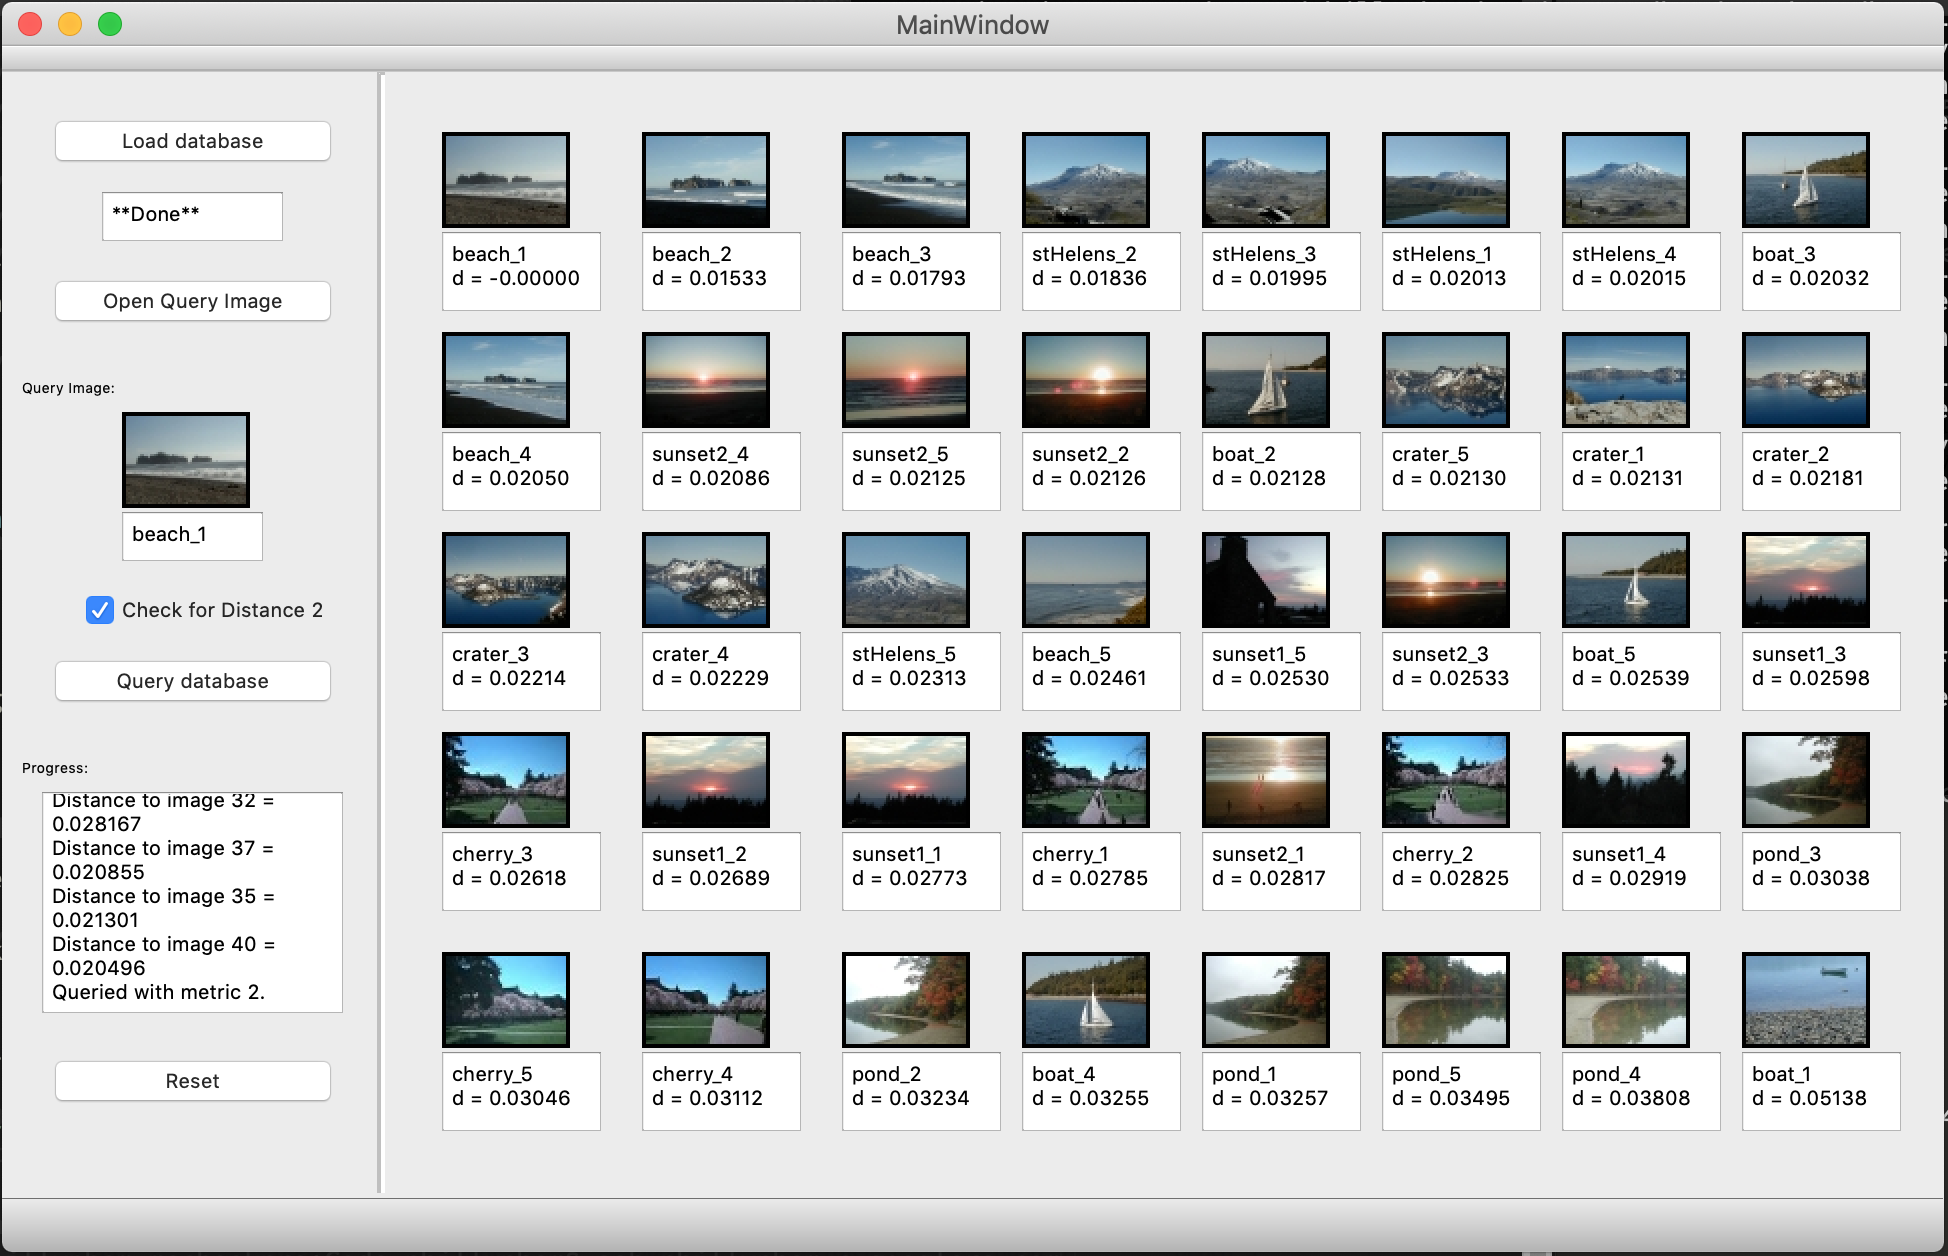 MainWindow
Load database
**Done**
Open Query Image
Query Image:
beach_1
Check for Distance 2
Query database
Progress:
Distance to image 32 =
0.028167
Distance to image 37 =
0.020855
Distance to image 35 =
0.021301
Distance to image 40 =
0.020496
Queried with metric 2.
Reset
beach_1
d = -0.00000
beach_2
d = 0.01533
beach_3
d = 0.01793
stHelens_2
d = 0.01836
stHelens_3
d = 0.01995
stHelens_1
d = 0.02013
stHelens_4
d = 0.02015
boat_3
d = 0.02032
beach_4
d = 0.02050
sunset2_4
d = 0.02086
sunset2_5
d = 0.02125
sunset2_2
d = 0.02126
boat_2
d = 0.02128
crater_5
d = 0.02130
crater_1
d = 0.02131
crater_2
d = 0.02181
crater_3
d = 0.02214
crater_4
d = 0.02229
stHelens_5
d = 0.02313
beach_5
d = 0.02461
sunset1_5
d = 0.02530
sunset2_3
d = 0.02533
boat_5
d = 0.02539
sunset1_3
d = 0.02598
cherry_3
d = 0.02618
sunset1_2
d = 0.02689
sunset1_1
d = 0.02773
cherry_1
d = 0.02785
sunset2_1
d = 0.02817
cherry_2
d = 0.02825
sunset1_4
d = 0.02919
pond_3
d = 0.03038
cherry_5
d = 0.03046
cherry_4
d = 0.03112
pond_2
d = 0.03234
boat_4
d = 0.03255
pond_1
d = 0.03257
pond_5
d = 0.03495
pond_4
d = 0.03808
boat_1
d = 0.05138